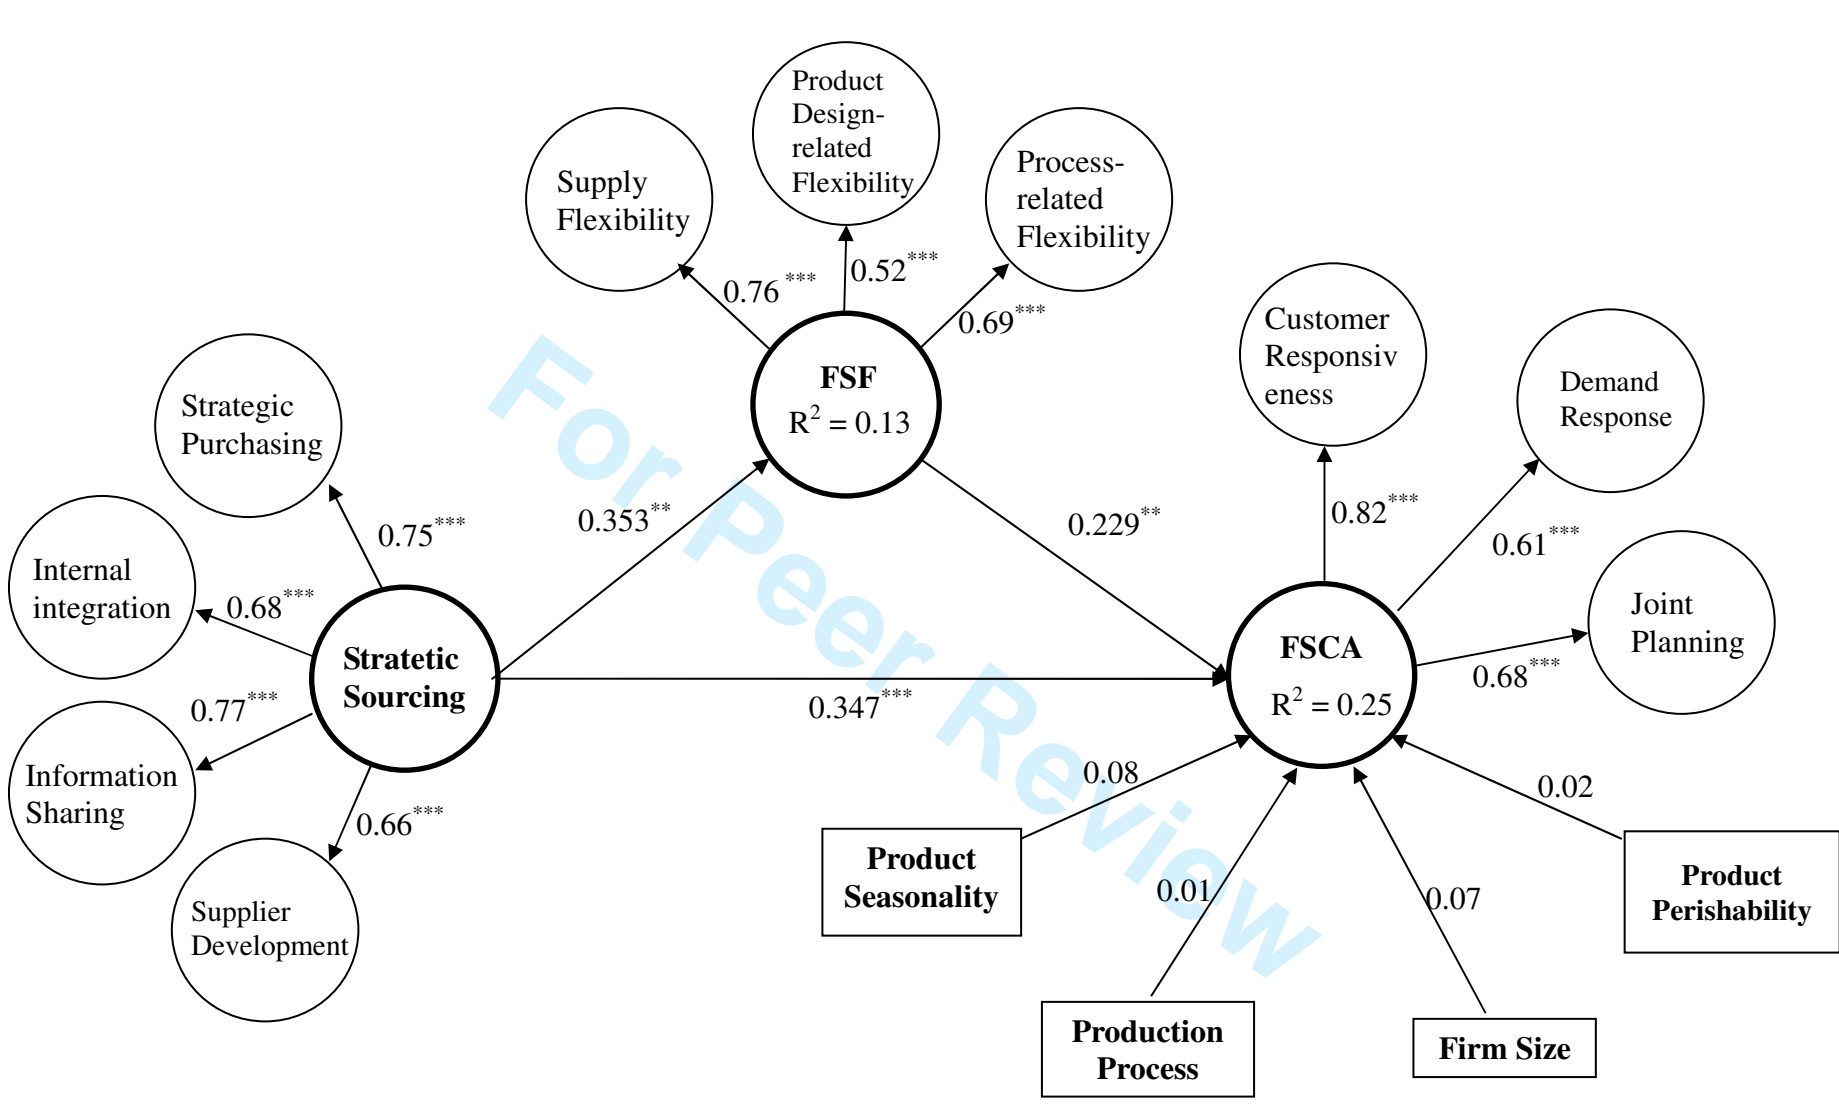 Product
Design-
related
Flexibility
Supply
Flexibility
Process-
related
Flexibility
0.76 ***
0.52***
0.69***
FSF
R² = 0.13
Customer
Responsiv
eness
Demand
Response
Strategic
Purchasing
0.75***
0.353**
0.229**
0.82***
0.61***
Internal
integration
0.68***
Joint
Planning
Stratetic
Sourcing
FSCA
R² = 0.25
0.68***
0.77***
0.347***
Information
Sharing
0.66***
0.08
0.02
Supplier
Development
Product
Seasonality
0.01
0.07
Product
Perishability
Production
Process
Firm Size
For Peer Review